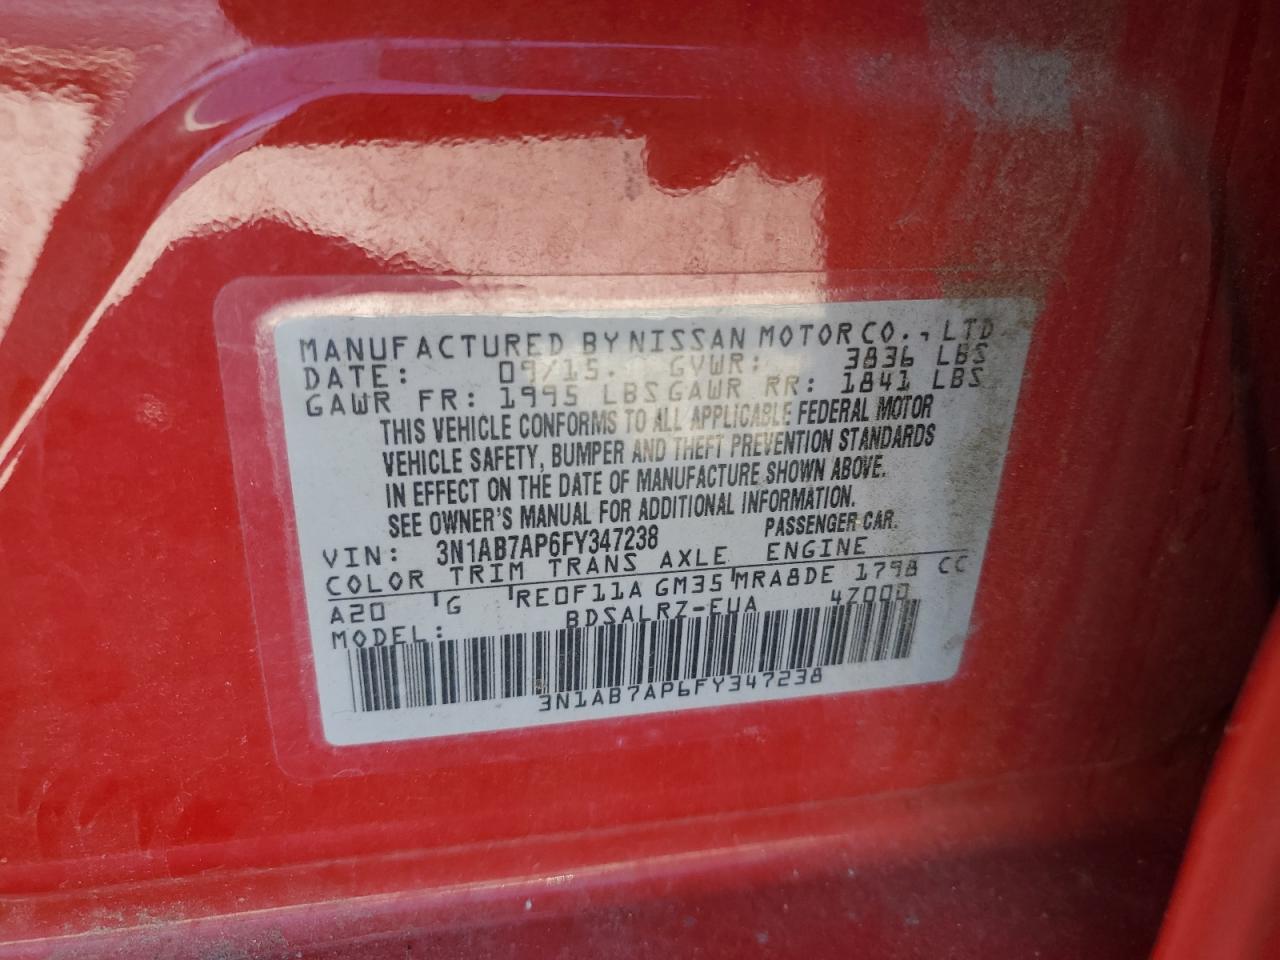 MANUFACTURED BY NISSAN MOTOR CO., LTD
DATE: 09/15. GVWR: 3836 LBS
GAWR FR: 1995 LBS GAWR RR: 1841 LBS
THIS VEHICLE CONFORMS TO ALL APPLICABLE FEDERAL MOTOR
VEHICLE SAFETY, BUMPER AND THEFT PREVENTION STANDARDS
IN EFFECT ON THE DATE OF MANUFACTURE SHOWN ABOVE.
SEE OWNER'S MANUAL FOR ADDITIONAL INFORMATION.
VIN: 3N1AB7AP6FY347238 PASSENGER CAR.
COLOR TRIM TRANS AXLE ENGINE
A20 G RE0F11A GM35 MRA8DE 1798 CC
MODEL: BDSALRZ-EUA 47000
3N1AB7AP6FY347238